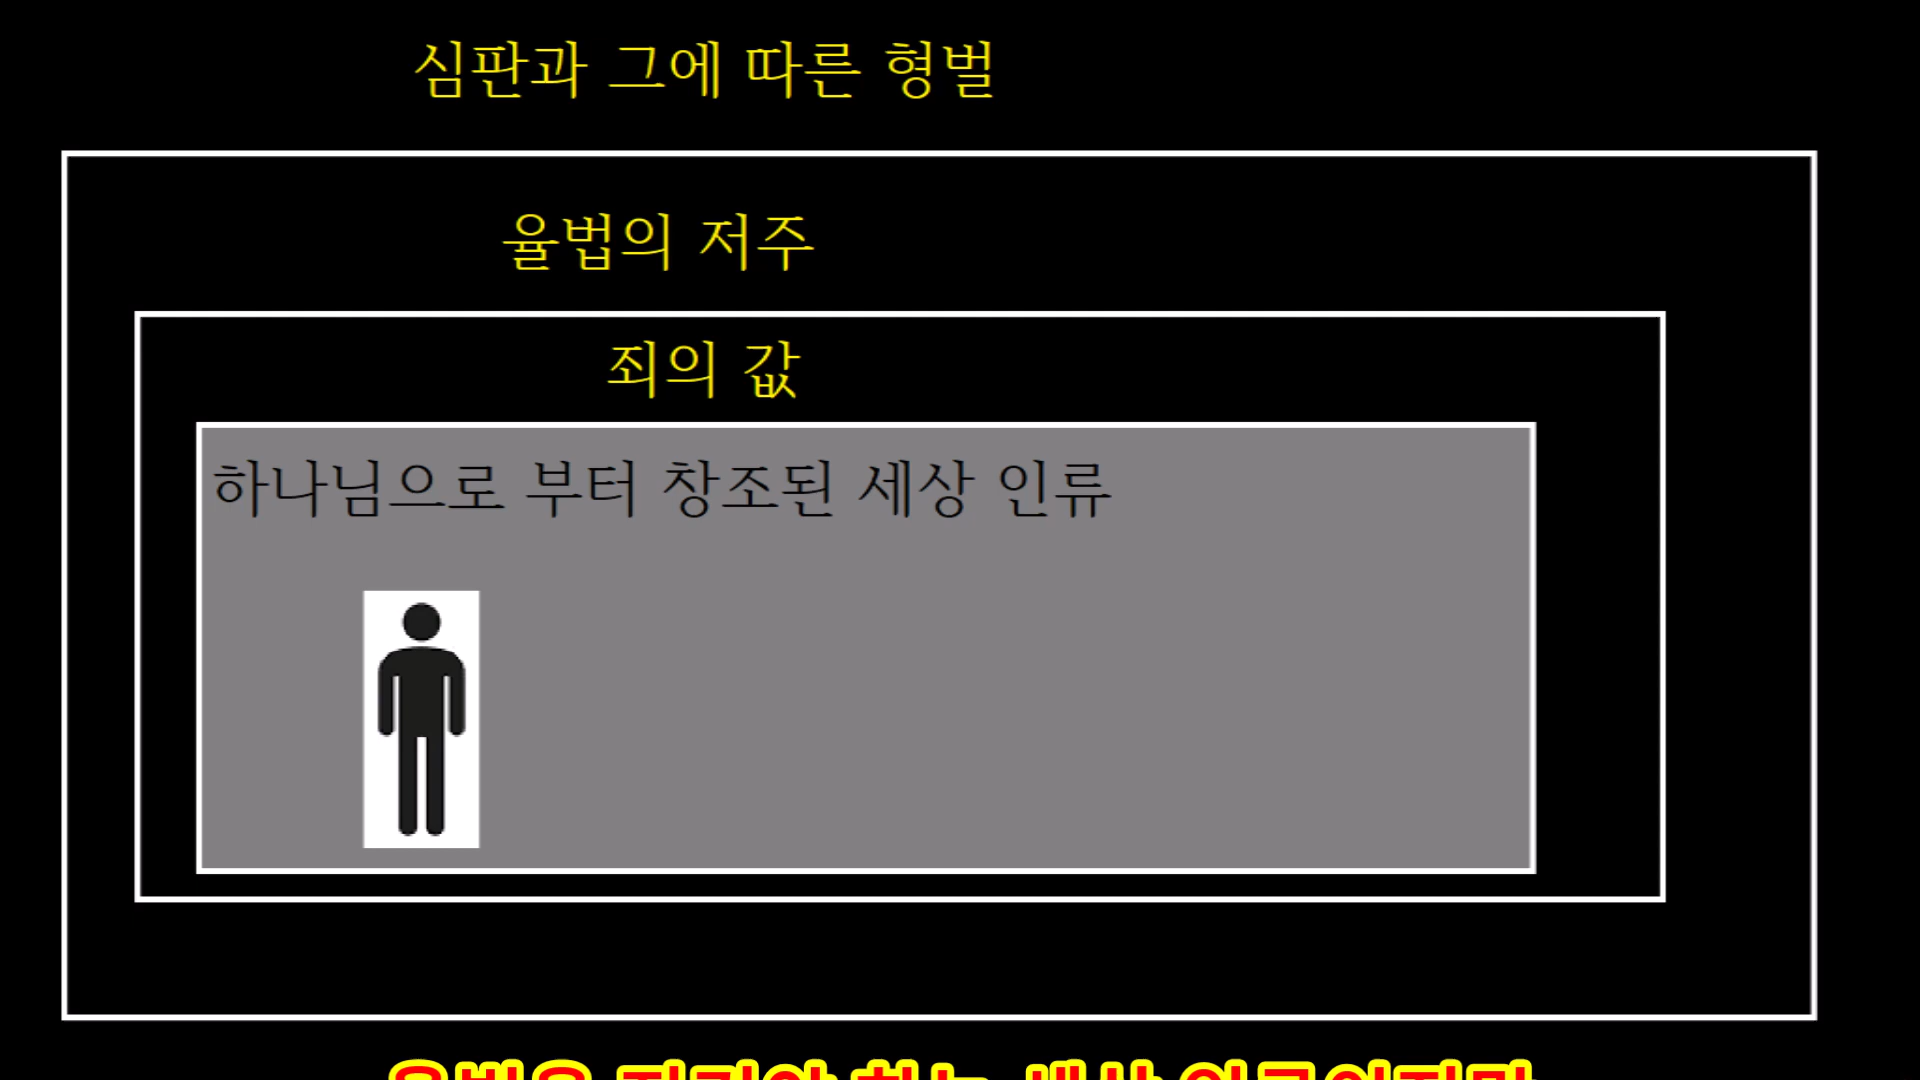 심판과 그에 따른 형벌
율법의 저주
죄의 값
하나님으로 부터 창조된 세상 인류